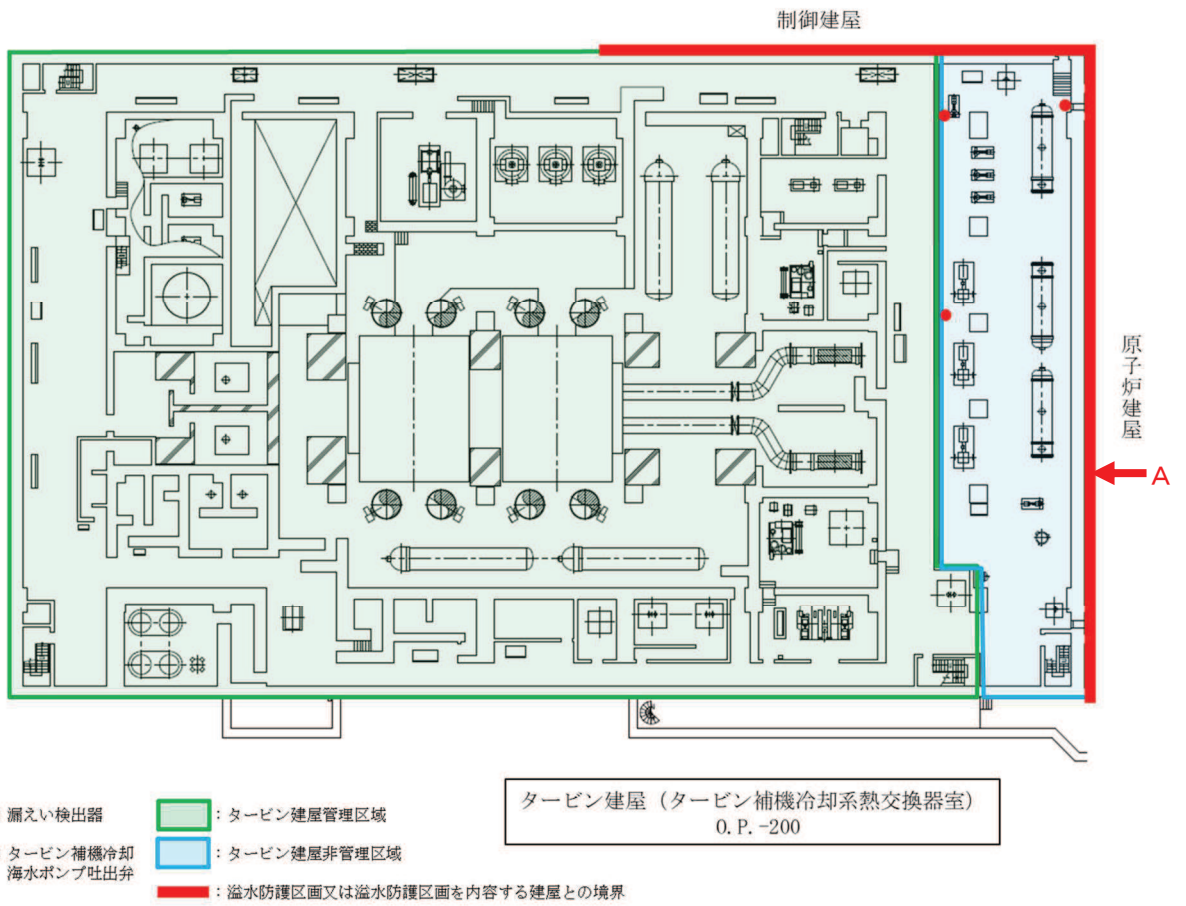 制御建屋
原子炉建屋
A
タービン建屋（タービン補機冷却系熱交換器室）
O.P.-200
漏えい検出器
：タービン建屋管理区域
タービン補機冷却
海水ポンプ吐出弁
：タービン建屋非管理区域
：溢水防護区画又は溢水防護区画を内容する建屋との境界